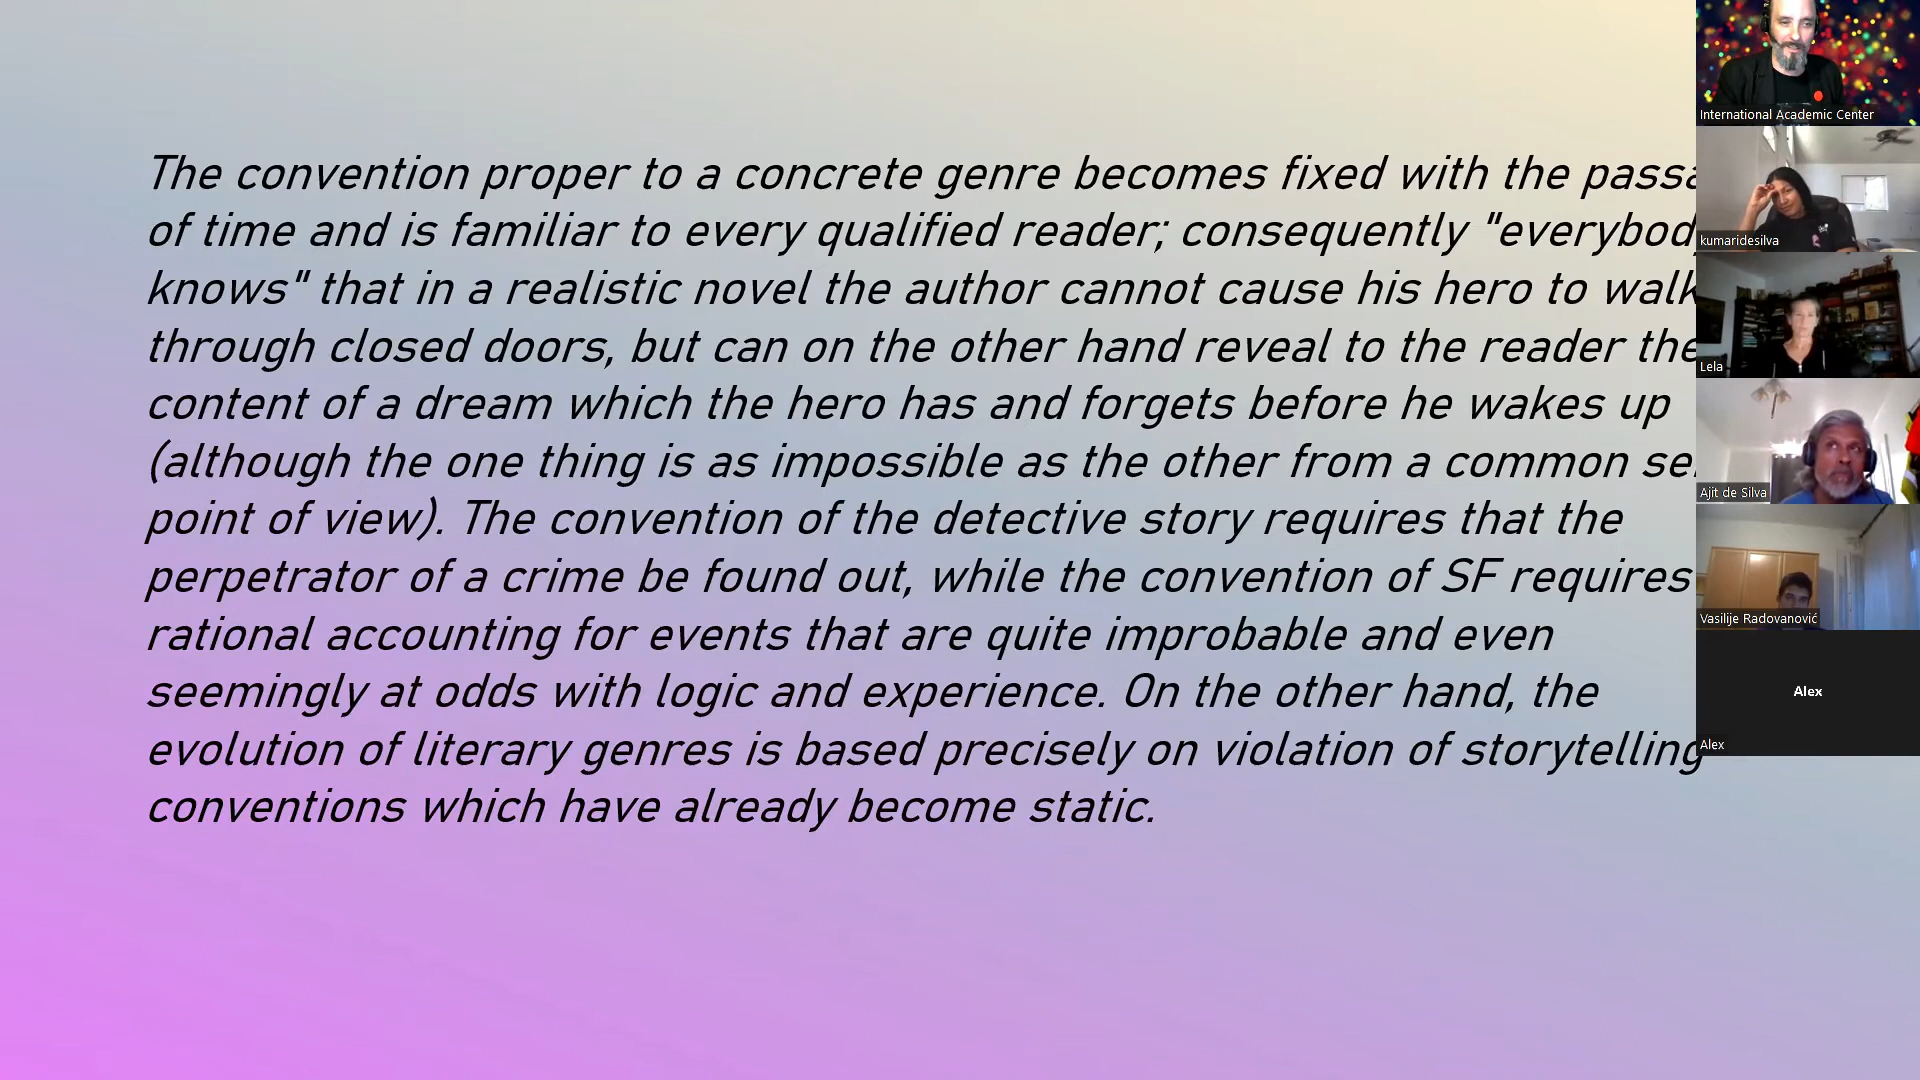 The convention proper to a concrete genre becomes fixed with the
of time and is familiar to every qualified reader; consequently
knows" that in a realistic novel the author cannot cause his hero to walk
through closed doors, but can on the other hand reveal to the reader the
content of a dream which the hero has and forgets before he wakes up
(although the one thing is as impossible as the other from a common
point of view). The convention of the detective story requires that the
perpetrator of a crime be found out, while the convention of SF requires
rational accounting for events that are quite improbable and even
seemingly at odds with logic and experience. On the other hand, the
evolution of literary genres is based precisely on violation of storytelling
conventions which have already become static.
International Academic Center
kumaridesilva
Lela
Ajit de Silva
Vasilije Radovanović
Alex
Alex